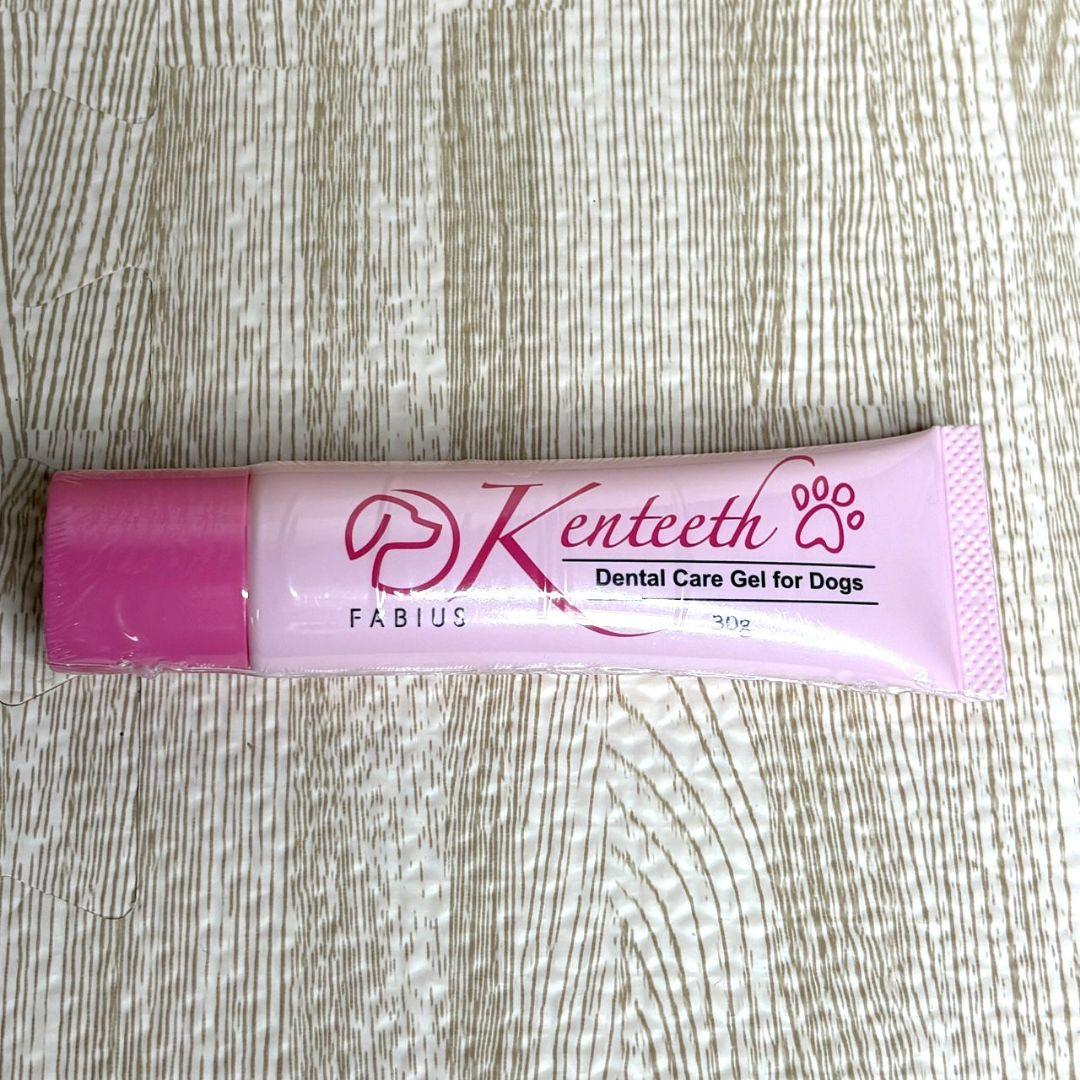 Kenteeth
Dental Care Gel for Dogs
FABIUS
30g